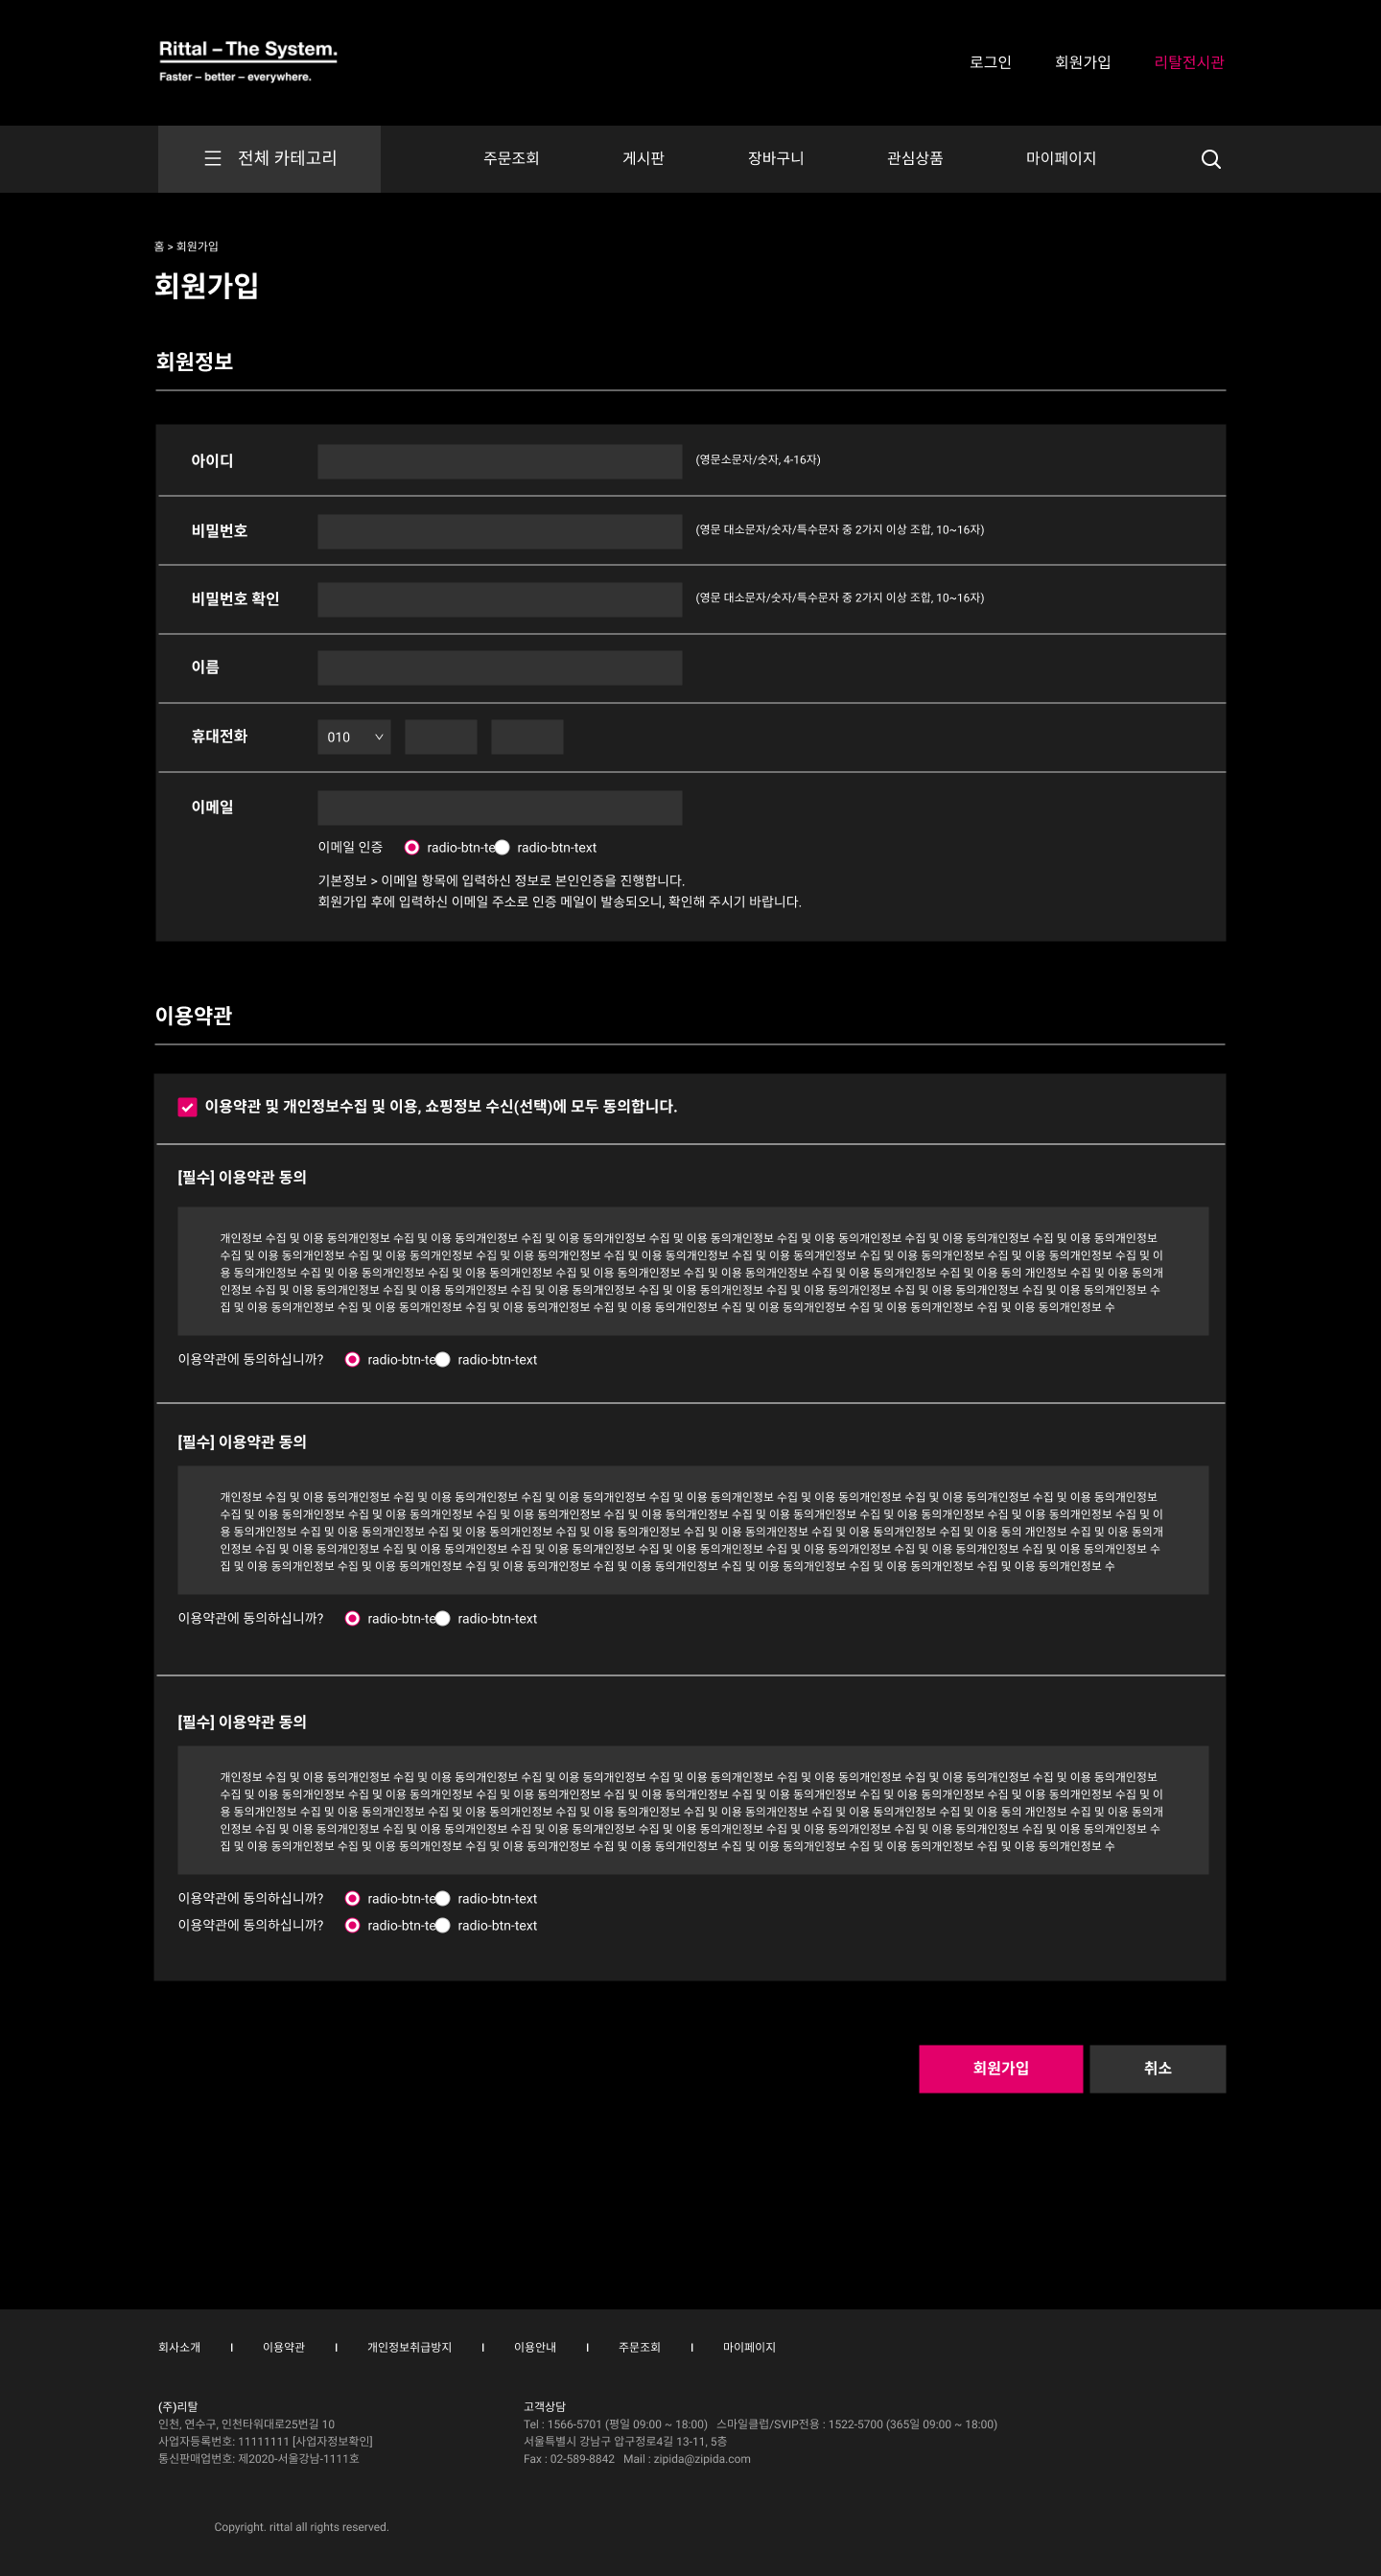 Rittal – The System.
Faster – better – everywhere.
로그인 회원가입 리탈전시관
전체 카테고리 주문조회 게시판 장바구니 관심상품 마이페이지
홈 > 회원가입
회원가입
회원정보
아이디 (영문소문자/숫자, 4-16자)
비밀번호 (영문 대소문자/숫자/특수문자 중 2가지 이상 조합, 10~16자)
비밀번호 확인 (영문 대소문자/숫자/특수문자 중 2가지 이상 조합, 10~16자)
이름
휴대전화 010
이메일
이메일 인증 radio-btn-te radio-btn-text
기본정보 > 이메일 항목에 입력하신 정보로 본인인증을 진행합니다.
회원가입 후에 입력하신 이메일 주소로 인증 메일이 발송되오니, 확인해 주시기 바랍니다.
이용약관
이용약관 및 개인정보수집 및 이용, 쇼핑정보 수신(선택)에 모두 동의합니다.
[필수] 이용약관 동의
개인정보 수집 및 이용 동의개인정보 수집 및 이용 동의개인정보 수집 및 이용 동의개인정보 수집 및 이용 동의개인정보 수집 및 이용 동의개인정보 수집 및 이용 동의개인정보 수집 및 이용 동의개인정보
수집 및 이용 동의개인정보 수집 및 이용 동의개인정보 수집 및 이용 동의개인정보 수집 및 이용 동의개인정보 수집 및 이용 동의개인정보 수집 및 이용 동의개인정보 수집 및 이용 동의개인정보 수집 및 이
용 동의개인정보 수집 및 이용 동의개인정보 수집 및 이용 동의개인정보 수집 및 이용 동의개인정보 수집 및 이용 동의개인정보 수집 및 이용 동의개인정보 수집 및 이용 동의 개인정보 수집 및 이용 동의개
인정보 수집 및 이용 동의개인정보 수집 및 이용 동의개인정보 수집 및 이용 동의개인정보 수집 및 이용 동의개인정보 수집 및 이용 동의개인정보 수집 및 이용 동의개인정보 수집 및 이용 동의개인정보 수
집 및 이용 동의개인정보 수집 및 이용 동의개인정보 수집 및 이용 동의개인정보 수집 및 이용 동의개인정보 수집 및 이용 동의개인정보 수집 및 이용 동의개인정보 수집 및 이용 동의개인정보 수
이용약관에 동의하십니까? radio-btn-te radio-btn-text
[필수] 이용약관 동의
개인정보 수집 및 이용 동의개인정보 수집 및 이용 동의개인정보 수집 및 이용 동의개인정보 수집 및 이용 동의개인정보 수집 및 이용 동의개인정보 수집 및 이용 동의개인정보 수집 및 이용 동의개인정보
수집 및 이용 동의개인정보 수집 및 이용 동의개인정보 수집 및 이용 동의개인정보 수집 및 이용 동의개인정보 수집 및 이용 동의개인정보 수집 및 이용 동의개인정보 수집 및 이용 동의개인정보 수집 및 이
용 동의개인정보 수집 및 이용 동의개인정보 수집 및 이용 동의개인정보 수집 및 이용 동의개인정보 수집 및 이용 동의개인정보 수집 및 이용 동의개인정보 수집 및 이용 동의 개인정보 수집 및 이용 동의개
인정보 수집 및 이용 동의개인정보 수집 및 이용 동의개인정보 수집 및 이용 동의개인정보 수집 및 이용 동의개인정보 수집 및 이용 동의개인정보 수집 및 이용 동의개인정보 수집 및 이용 동의개인정보 수
집 및 이용 동의개인정보 수집 및 이용 동의개인정보 수집 및 이용 동의개인정보 수집 및 이용 동의개인정보 수집 및 이용 동의개인정보 수집 및 이용 동의개인정보 수집 및 이용 동의개인정보 수
이용약관에 동의하십니까? radio-btn-te radio-btn-text
[필수] 이용약관 동의
개인정보 수집 및 이용 동의개인정보 수집 및 이용 동의개인정보 수집 및 이용 동의개인정보 수집 및 이용 동의개인정보 수집 및 이용 동의개인정보 수집 및 이용 동의개인정보 수집 및 이용 동의개인정보
수집 및 이용 동의개인정보 수집 및 이용 동의개인정보 수집 및 이용 동의개인정보 수집 및 이용 동의개인정보 수집 및 이용 동의개인정보 수집 및 이용 동의개인정보 수집 및 이용 동의개인정보 수집 및 이
용 동의개인정보 수집 및 이용 동의개인정보 수집 및 이용 동의개인정보 수집 및 이용 동의개인정보 수집 및 이용 동의개인정보 수집 및 이용 동의개인정보 수집 및 이용 동의 개인정보 수집 및 이용 동의개
인정보 수집 및 이용 동의개인정보 수집 및 이용 동의개인정보 수집 및 이용 동의개인정보 수집 및 이용 동의개인정보 수집 및 이용 동의개인정보 수집 및 이용 동의개인정보 수집 및 이용 동의개인정보 수
집 및 이용 동의개인정보 수집 및 이용 동의개인정보 수집 및 이용 동의개인정보 수집 및 이용 동의개인정보 수집 및 이용 동의개인정보 수집 및 이용 동의개인정보 수집 및 이용 동의개인정보 수
이용약관에 동의하십니까? radio-btn-te radio-btn-text
이용약관에 동의하십니까? radio-btn-te radio-btn-text
회원가입 취소
회사소개 | 이용약관 | 개인정보취급방지 | 이용안내 | 주문조회 | 마이페이지
(주)리탈
인천, 연수구, 인천타워대로25번길 10
사업자등록번호: 11111111 [사업자정보확인]
통신판매업번호: 제2020-서울강남-1111호
고객상담
Tel : 1566-5701 (평일 09:00 ~ 18:00) 스마일클럽/SVIP전용 : 1522-5700 (365일 09:00 ~ 18:00)
서울특별시 강남구 압구정로4길 13-11, 5층
Fax : 02-589-8842 Mail : zipida@zipida.com
Copyright. rittal all rights reserved.